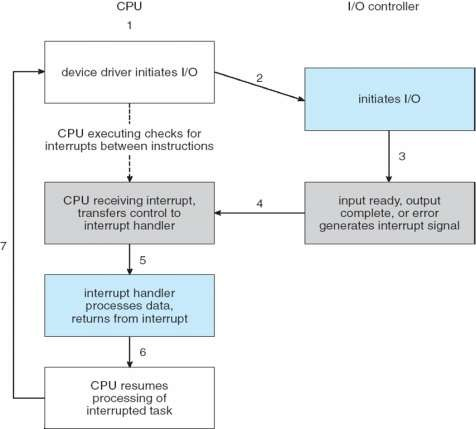 CPU
I/O controller
1
device driver initiates I/O
2
initiates I/O
CPU executing checks for
interrupts between instructions
3
CPU receiving interrupt,
transfers control to
interrupt handler
4
input ready, output
complete, or error
generates interrupt signal
7
5
interrupt handler
processes data,
returns from interrupt
6
CPU resumes
processing of
interrupted task